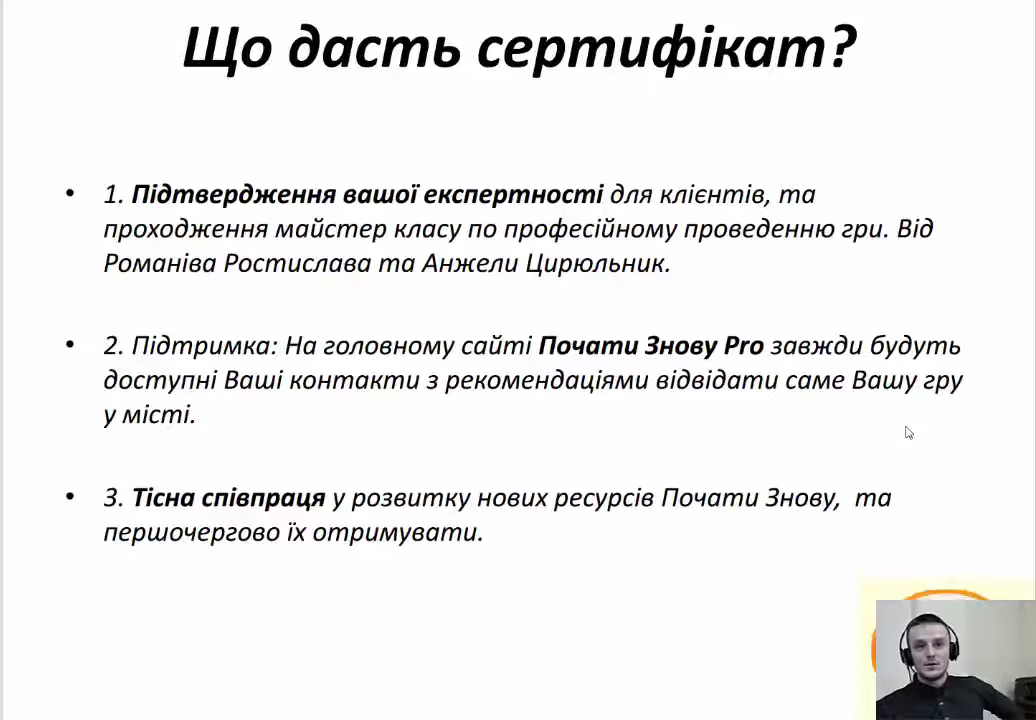 Що дасть сертифікат?
• 1. Підтвердження вашої експертності для клієнтів, та
проходження майстер класу по професійному проведенню гри. Від
Романіва Ростислава та Анжели Цирюльник.
• 2. Підтримка: На головному сайті Почати Знову Pro завжди будуть
доступні Ваші контакти з рекомендаціями відвідати саме Вашу гру
у місті.
• 3. Тісна співпраця у розвитку нових ресурсів Почати Знову,  та
першочергово їх отримувати.